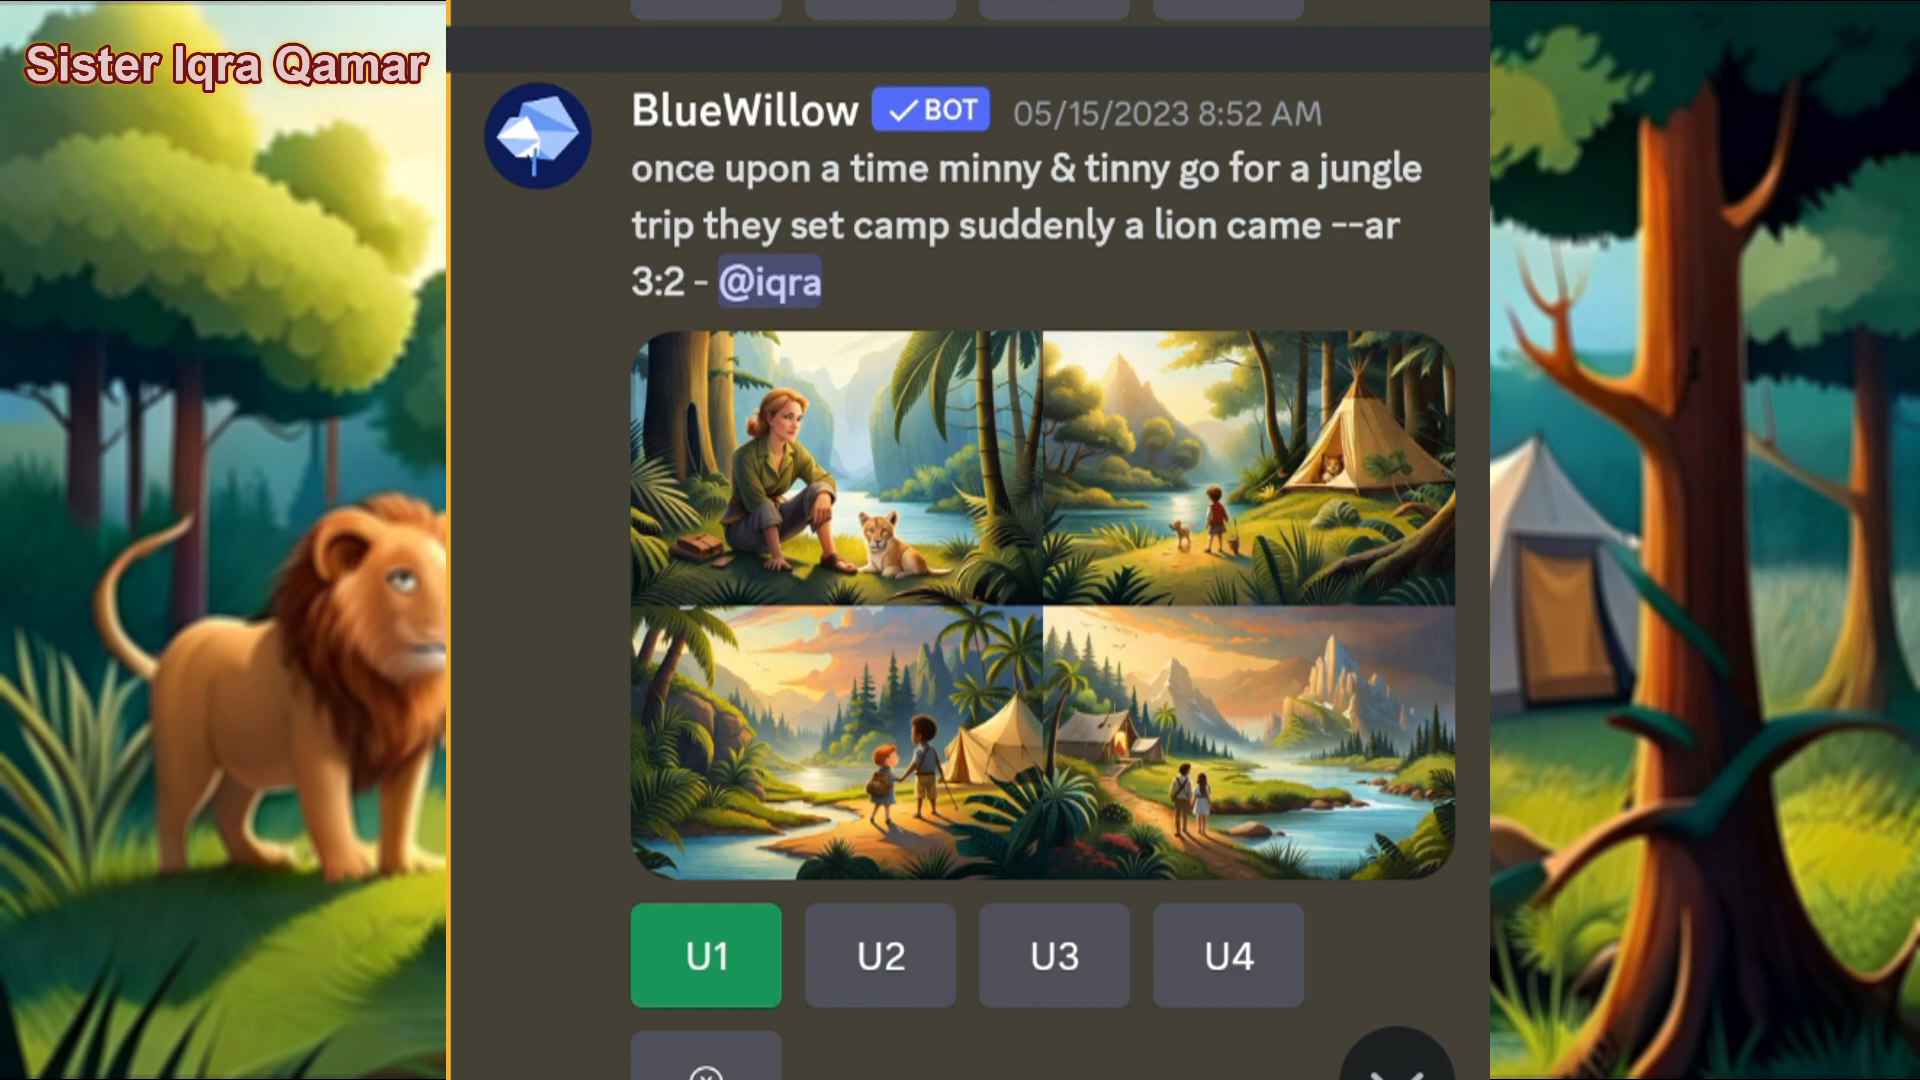 Sister Iqra Qamar
BlueWillow BOT 05/15/2023 8:52 AM
once upon a time minny & tinny go for a jungle
trip they set camp suddenly a lion came --ar
3:2 - @iqra
U1 U2 U3 U4